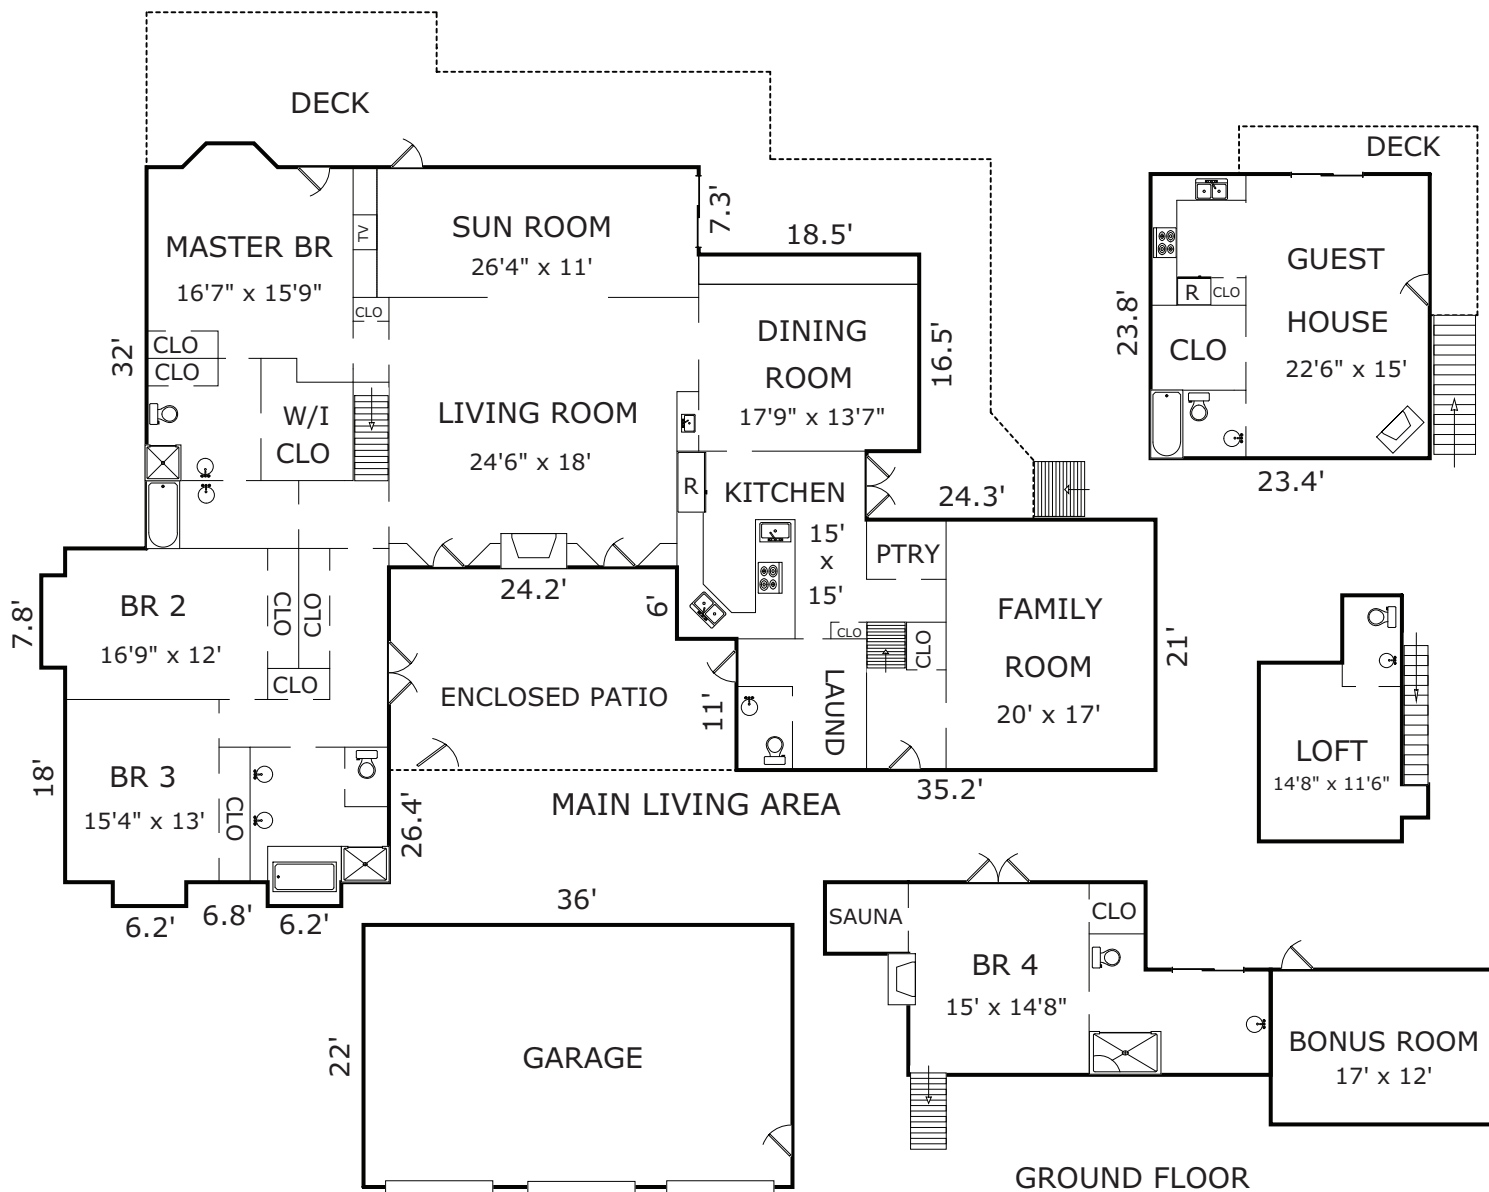 DECK
MASTER BR
16'7" x 15'9"
TV
SUN ROOM
26'4" x 11'
7.3'
18.5'
CLO
DINING
ROOM
17'9" x 13'7"
16.5'
32'
CLO
CLO
W/I
CLO
LIVING ROOM
24'6" x 18'
R
KITCHEN
15'
x
15'
24.3'
PTRY
24.2'
6'
FAMILY
ROOM
20' x 17'
21'
BR 2
16'9" x 12'
7.8'
CLO
CLO
CLO
CLO
CLO
ENCLOSED PATIO
11'
LAUND
35.2'
BR 3
15'4" x 13'
18'
CLO
26.4'
6.2'
6.8'
6.2'
MAIN LIVING AREA
DECK
GUEST
HOUSE
22'6" x 15'
R
CLO
CLO
23.8'
23.4'
LOFT
14'8" x 11'6"
36'
22'
GARAGE
SAUNA
BR 4
15' x 14'8"
CLO
BONUS ROOM
17' x 12'
GROUND FLOOR